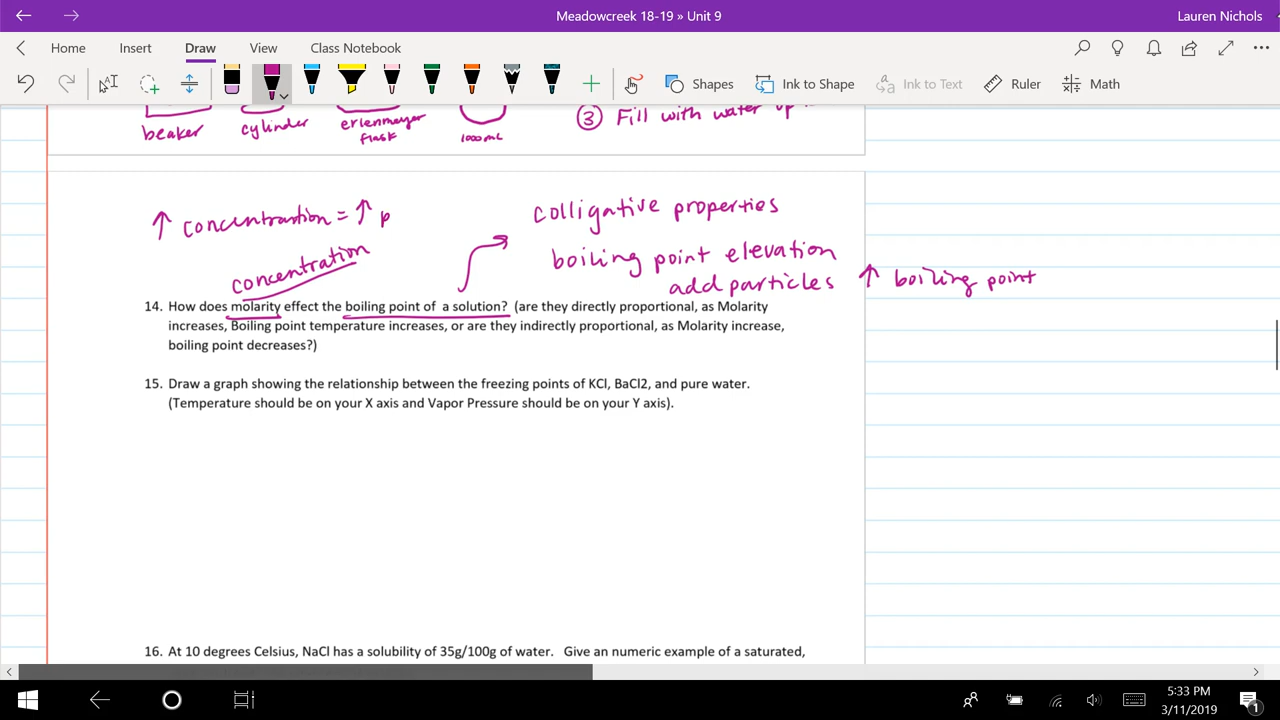 Meadowcreek 18-19 » Unit 9
Lauren Nichols
Home Insert Draw View Class Notebook
Shapes Ink to Shape Ink to Text Ruler Math
beaker cylinder erlenmeyer flask 1000mL
③ Fill with water up
↑ concentration = ↑ p
colligative properties
concentration
boiling point elevation
add particles ↑ boiling point
14. How does molarity effect the boiling point of a solution? (are they directly proportional, as Molarity
increases, Boiling point temperature increases, or are they indirectly proportional, as Molarity increase,
boiling point decreases?)
15. Draw a graph showing the relationship between the freezing points of KCl, BaCl2, and pure water.
(Temperature should be on your X axis and Vapor Pressure should be on your Y axis).
16. At 10 degrees Celsius, NaCl has a solubility of 35g/100g of water. Give an numeric example of a saturated,
5:33 PM
3/11/2019
1